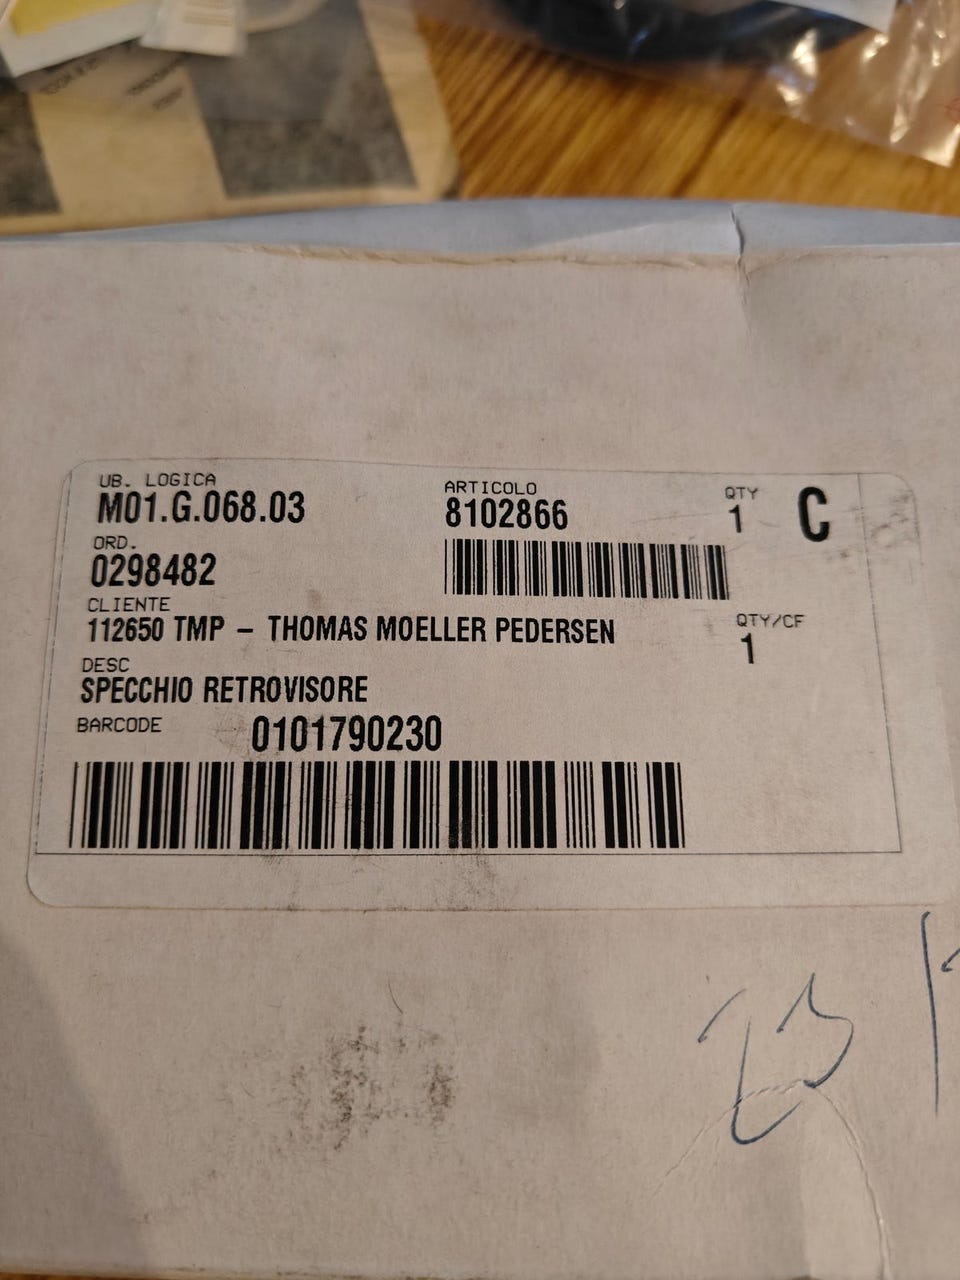 UB. LOGICA
M01.G.068.03
ARTICOLO
8102866
QTY
1
C
ORD.
0298482
CLIENTE
112650 TMP – THOMAS MOELLER PEDERSEN
QTY/CF
1
DESC
SPECCHIO RETROVISORE
BARCODE 0101790230